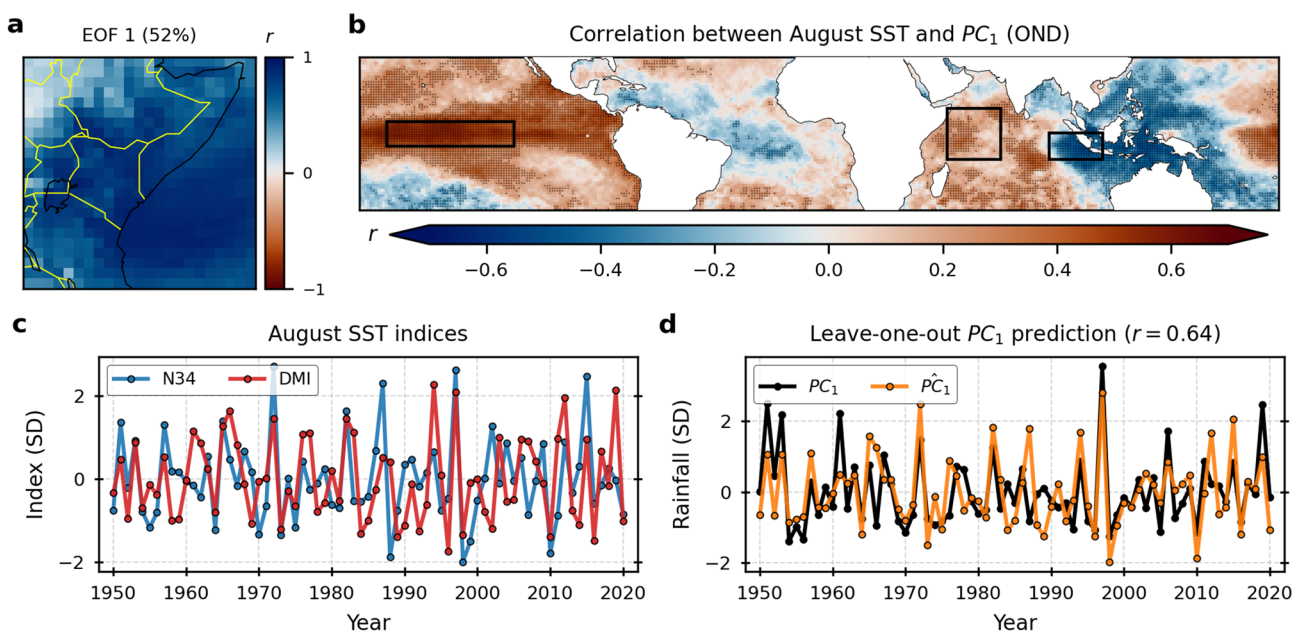 a
EOF 1 (52%)
r
1
0
−1
b
Correlation between August SST and PC₁ (OND)
r
−0.6 −0.4 −0.2 0.0 0.2 0.4 0.6
c
August SST indices
N34 DMI
Index (SD)
2
0
−2
1950 1960 1970 1980 1990 2000 2010 2020
Year
d
Leave-one-out PC₁ prediction (r = 0.64)
PC₁ P̂C₁
Rainfall (SD)
2
0
−2
1950 1960 1970 1980 1990 2000 2010 2020
Year